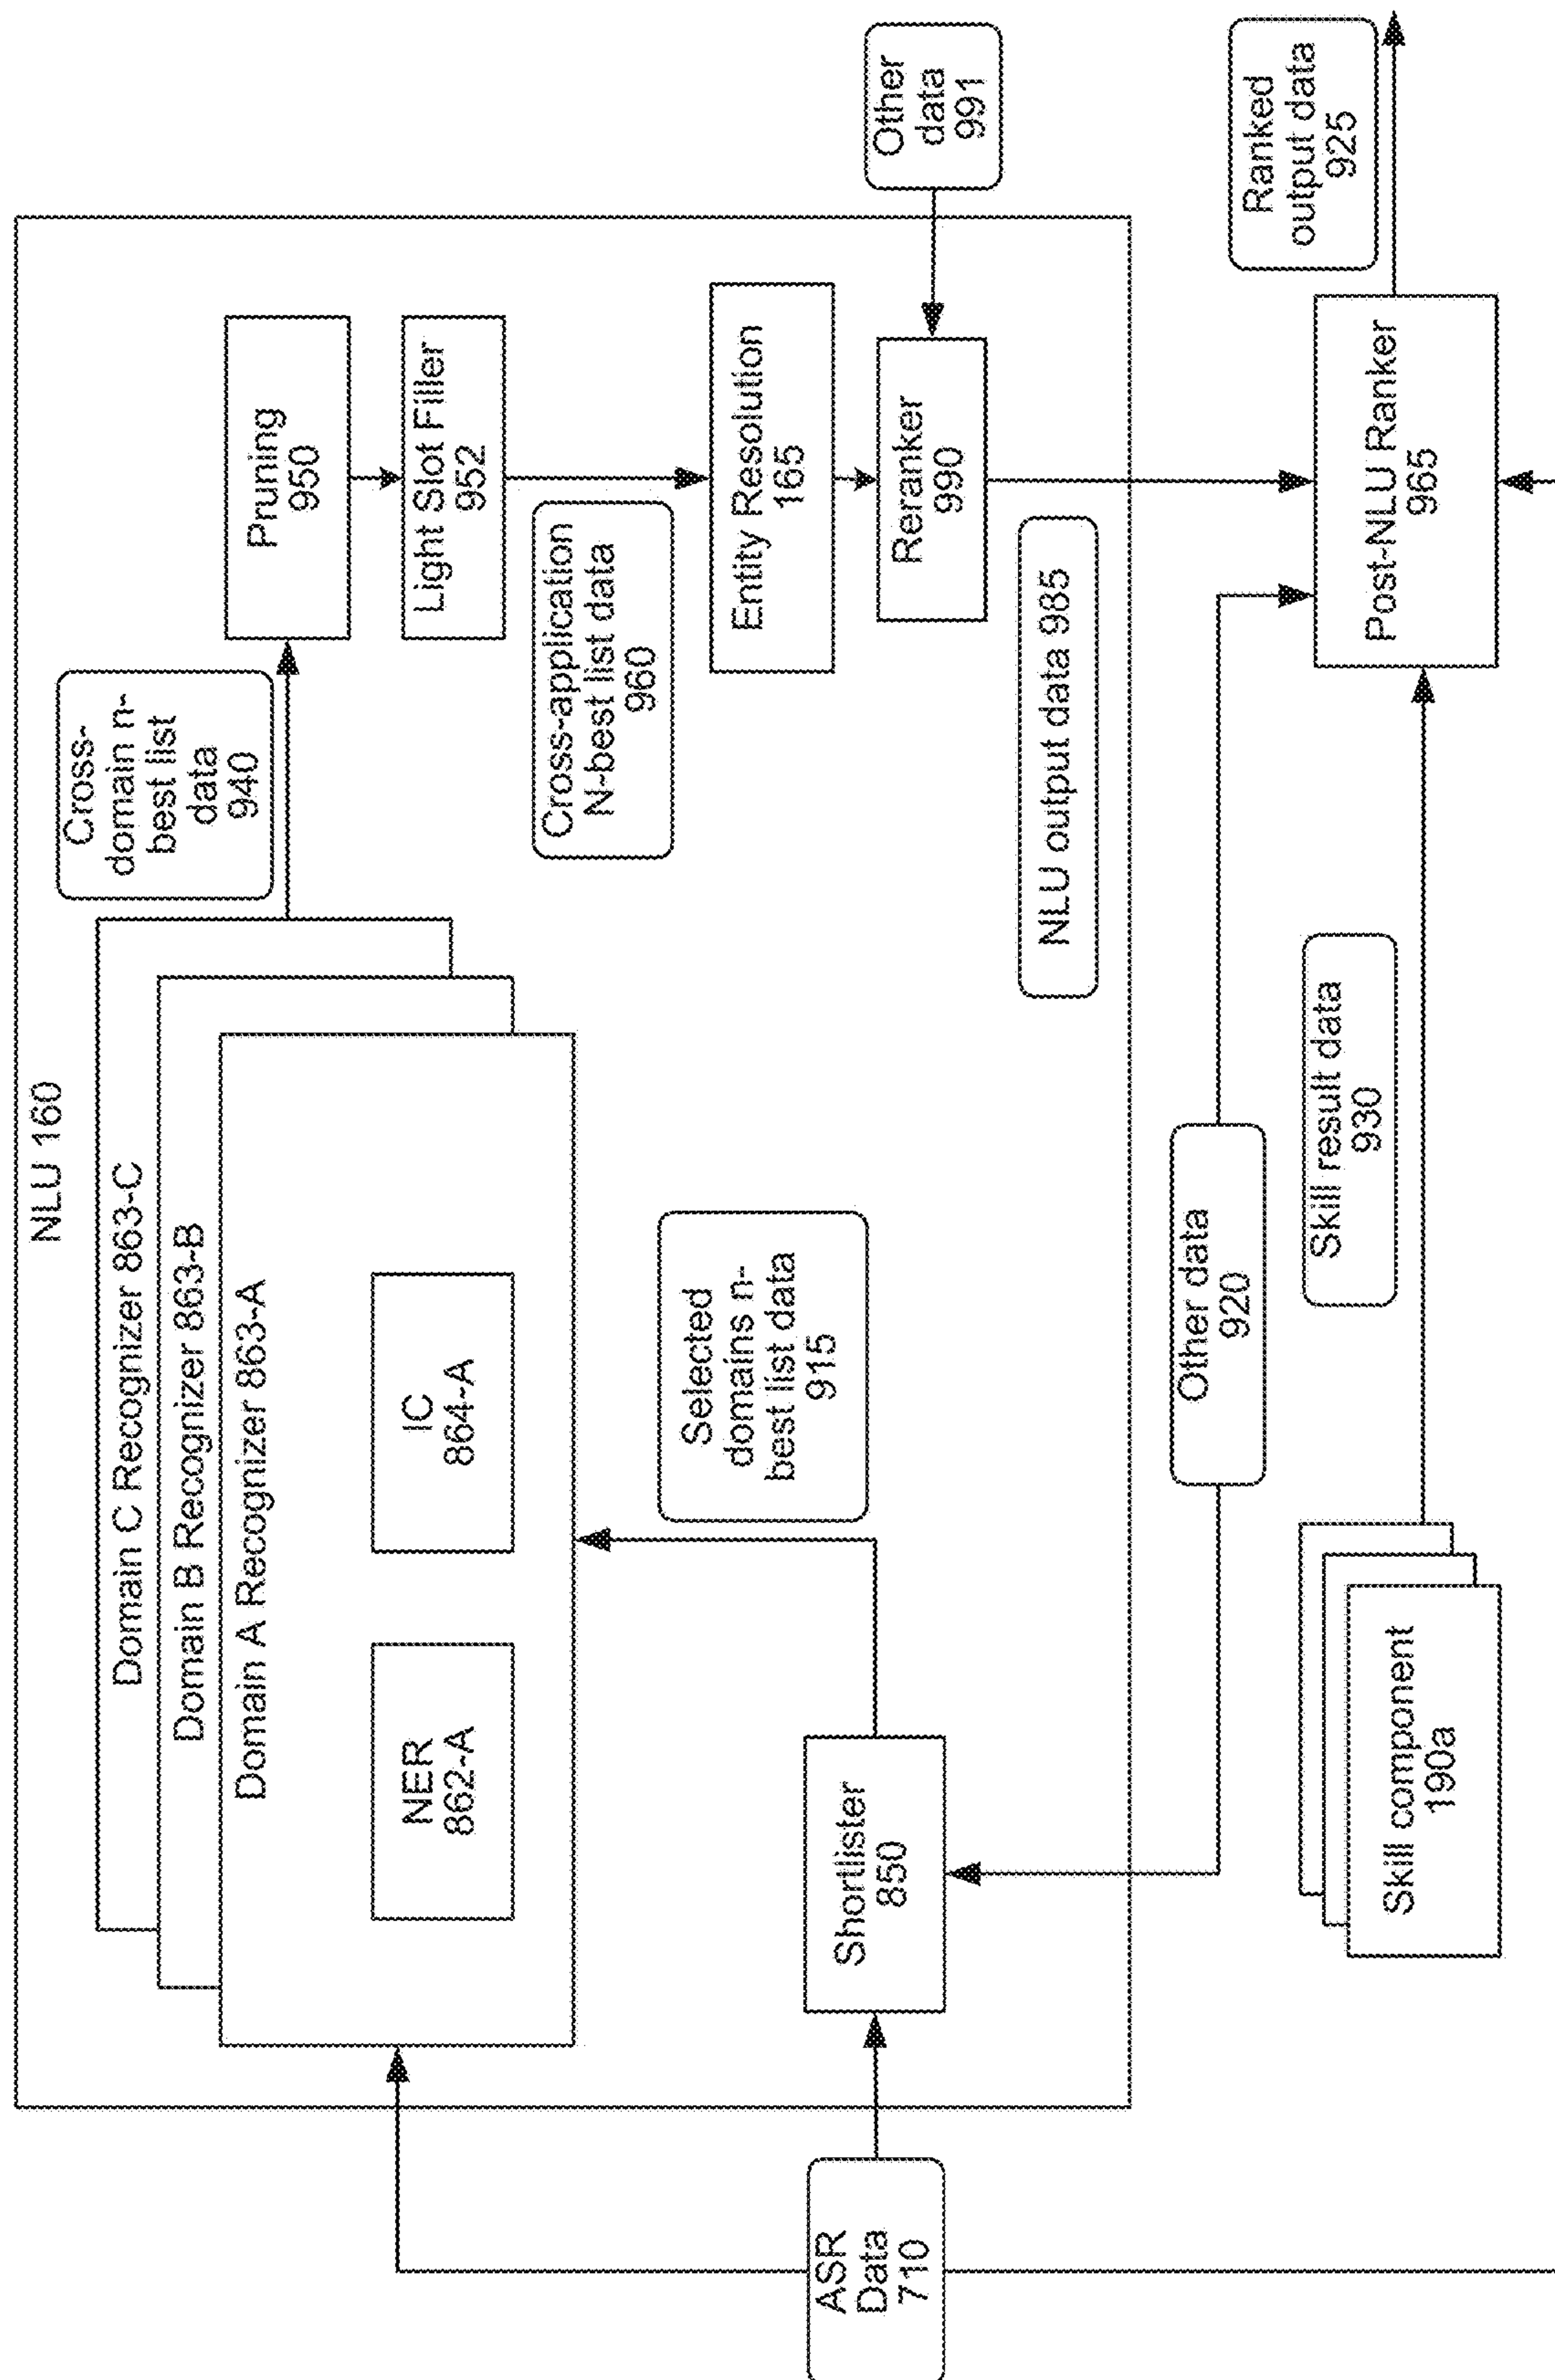 NLU 160
Domain C Recognizer 863-C
Domain B Recognizer 863-B
Domain A Recognizer 863-A
NER
862-A
IC
864-A
Cross-
domain n-
best list
data
940
Pruning
950
Light Slot Filler
952
Cross-application
N-best list data
960
Entity Resolution
165
Reranker
990
Other
data
991
Selected
domains n-
best list data
915
Shortlister
850
ASR
Data
710
NLU output data 985
Other data
920
Skill result data
930
Skill component
190a
Post-NLU Ranker
965
Ranked
output data
925